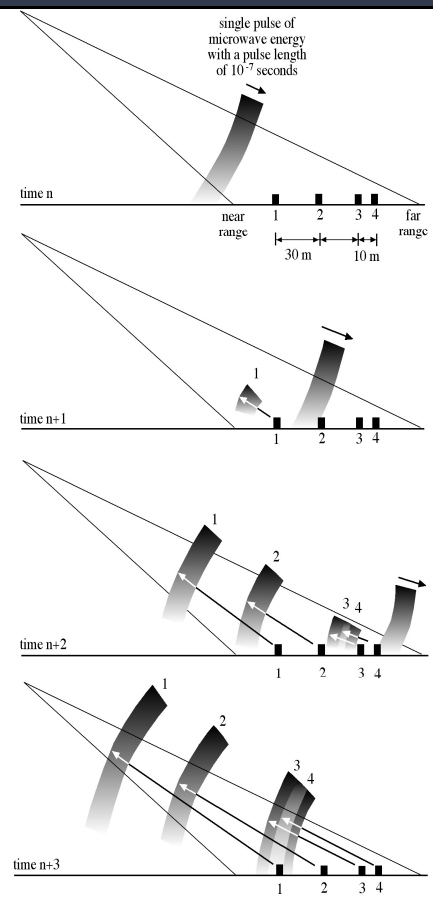 single pulse of
microwave energy
with a pulse length
of 10⁻⁷ seconds
time n
near
range
1 2 3 4
far
range
30 m 10 m
1
time n+1
1 2 3 4
1
2
3 4
time n+2
1 2 3 4
1
2
3
4
time n+3
1 2 3 4